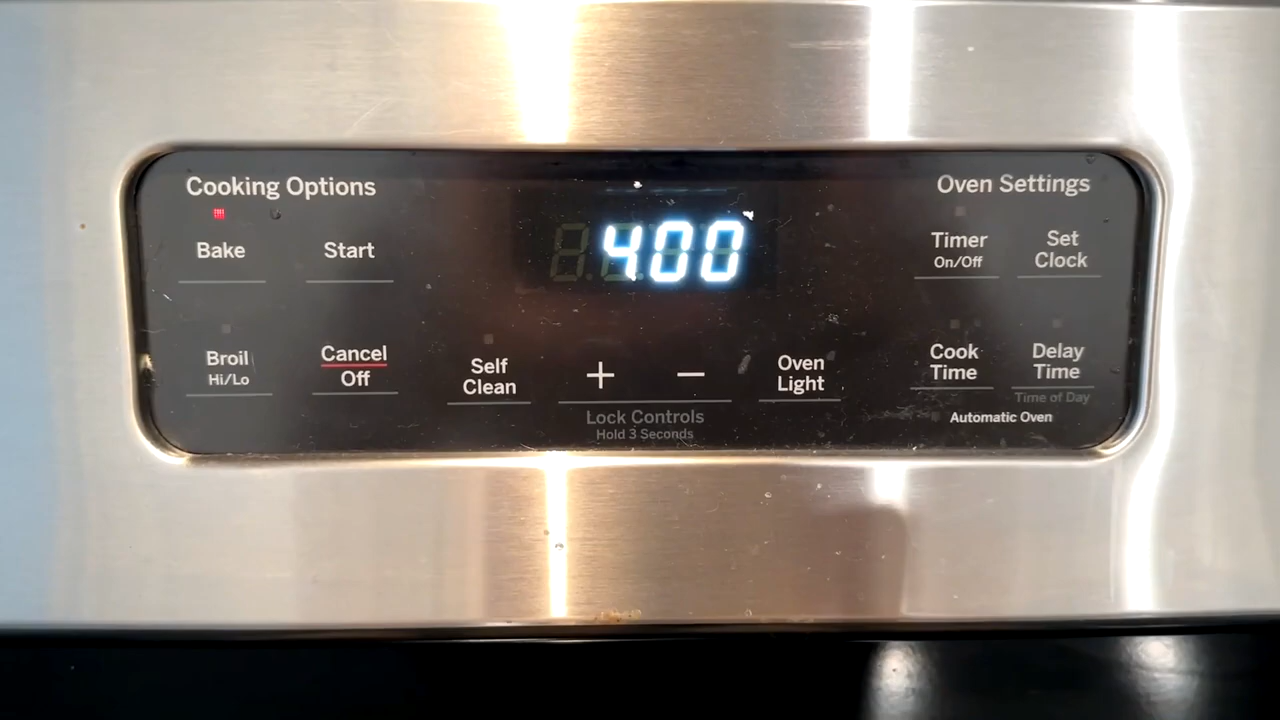 Cooking Options
Oven Settings
400
Bake
Start
Timer
On/Off
Set
Clock
Broil
Hi/Lo
Cancel
Off
Self
Clean
+
−
Lock Controls
Hold 3 Seconds
Oven
Light
Cook
Time
Delay
Time
Time of Day
Automatic Oven